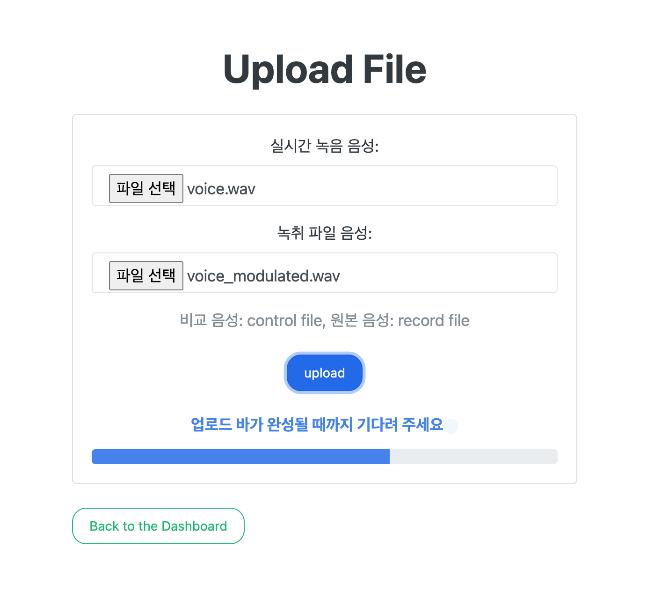 Upload File
실시간 녹음 음성:
파일 선택 voice.wav
녹취 파일 음성:
파일 선택 voice_modulated.wav
비교 음성: control file, 원본 음성: record file
upload
업로드 바가 완성될 때까지 기다려 주세요
Back to the Dashboard